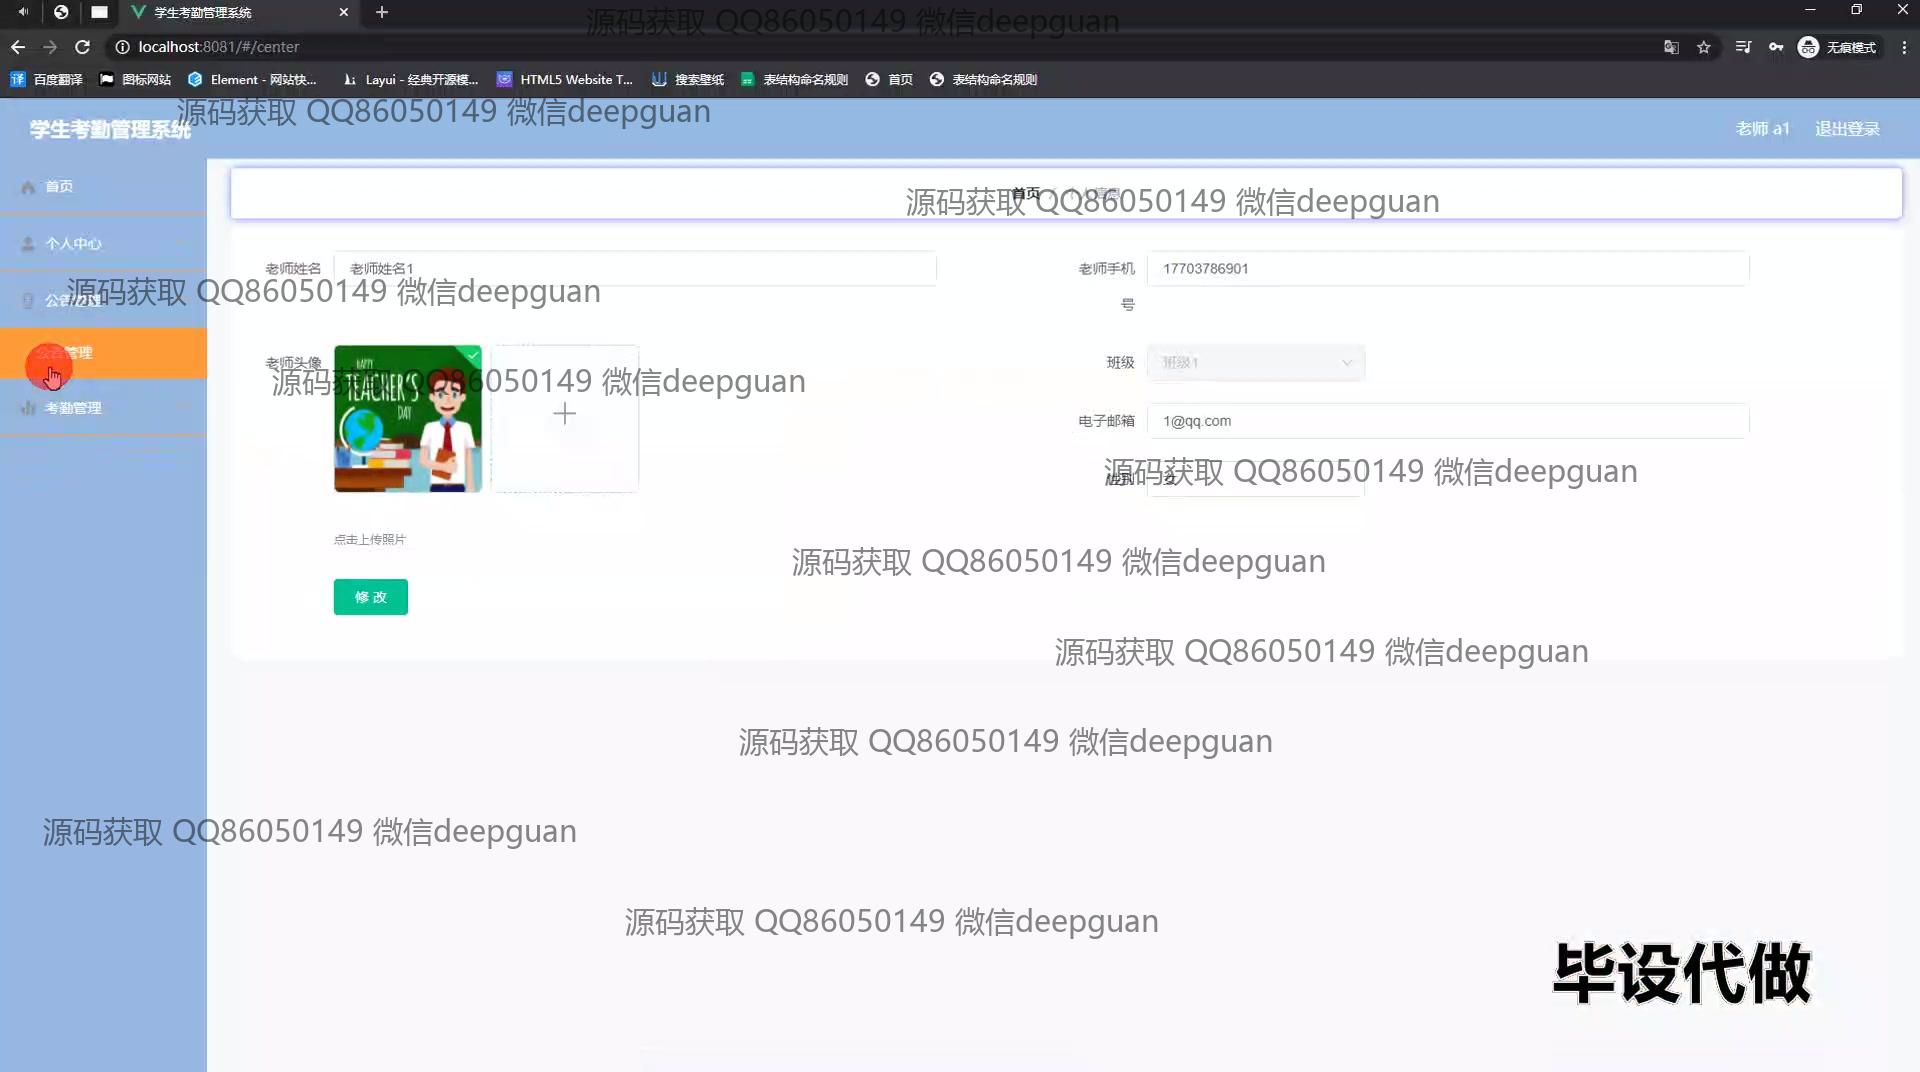 学生考勤管理系统
源码获取 QQ86050149 微信deepguan
localhost:8081/#/center
无痕模式
百度翻译 图标网站 Element - 网站快... Layui - 经典开源模... HTML5 Website T... 搜索壁纸 表结构命名规则 首页 表结构命名规则
源码获取 QQ86050149 微信deepguan
学生考勤管理系统
老师 a1 退出登录
首页
首页 / 个人信息
源码获取 QQ86050149 微信deepguan
个人中心
老师姓名 老师姓名1
老师手机号 17703786901
源码获取 QQ86050149 微信deepguan
公告管理
公告管理
老师头像
HAPPY
TEACHER'S
DAY
班级 班级1
源码获取 QQ86050149 微信deepguan
考勤管理
电子邮箱 1@qq.com
源码获取 QQ86050149 微信deepguan
性别 女
点击上传照片
源码获取 QQ86050149 微信deepguan
修 改
源码获取 QQ86050149 微信deepguan
源码获取 QQ86050149 微信deepguan
源码获取 QQ86050149 微信deepguan
源码获取 QQ86050149 微信deepguan
毕设代做